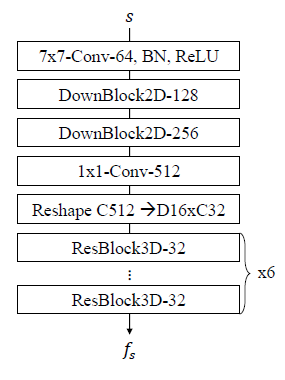 s
7x7-Conv-64, BN, ReLU
DownBlock2D-128
DownBlock2D-256
1x1-Conv-512
Reshape C512 →D16xC32
ResBlock3D-32
⋮
ResBlock3D-32
x6
fₛ